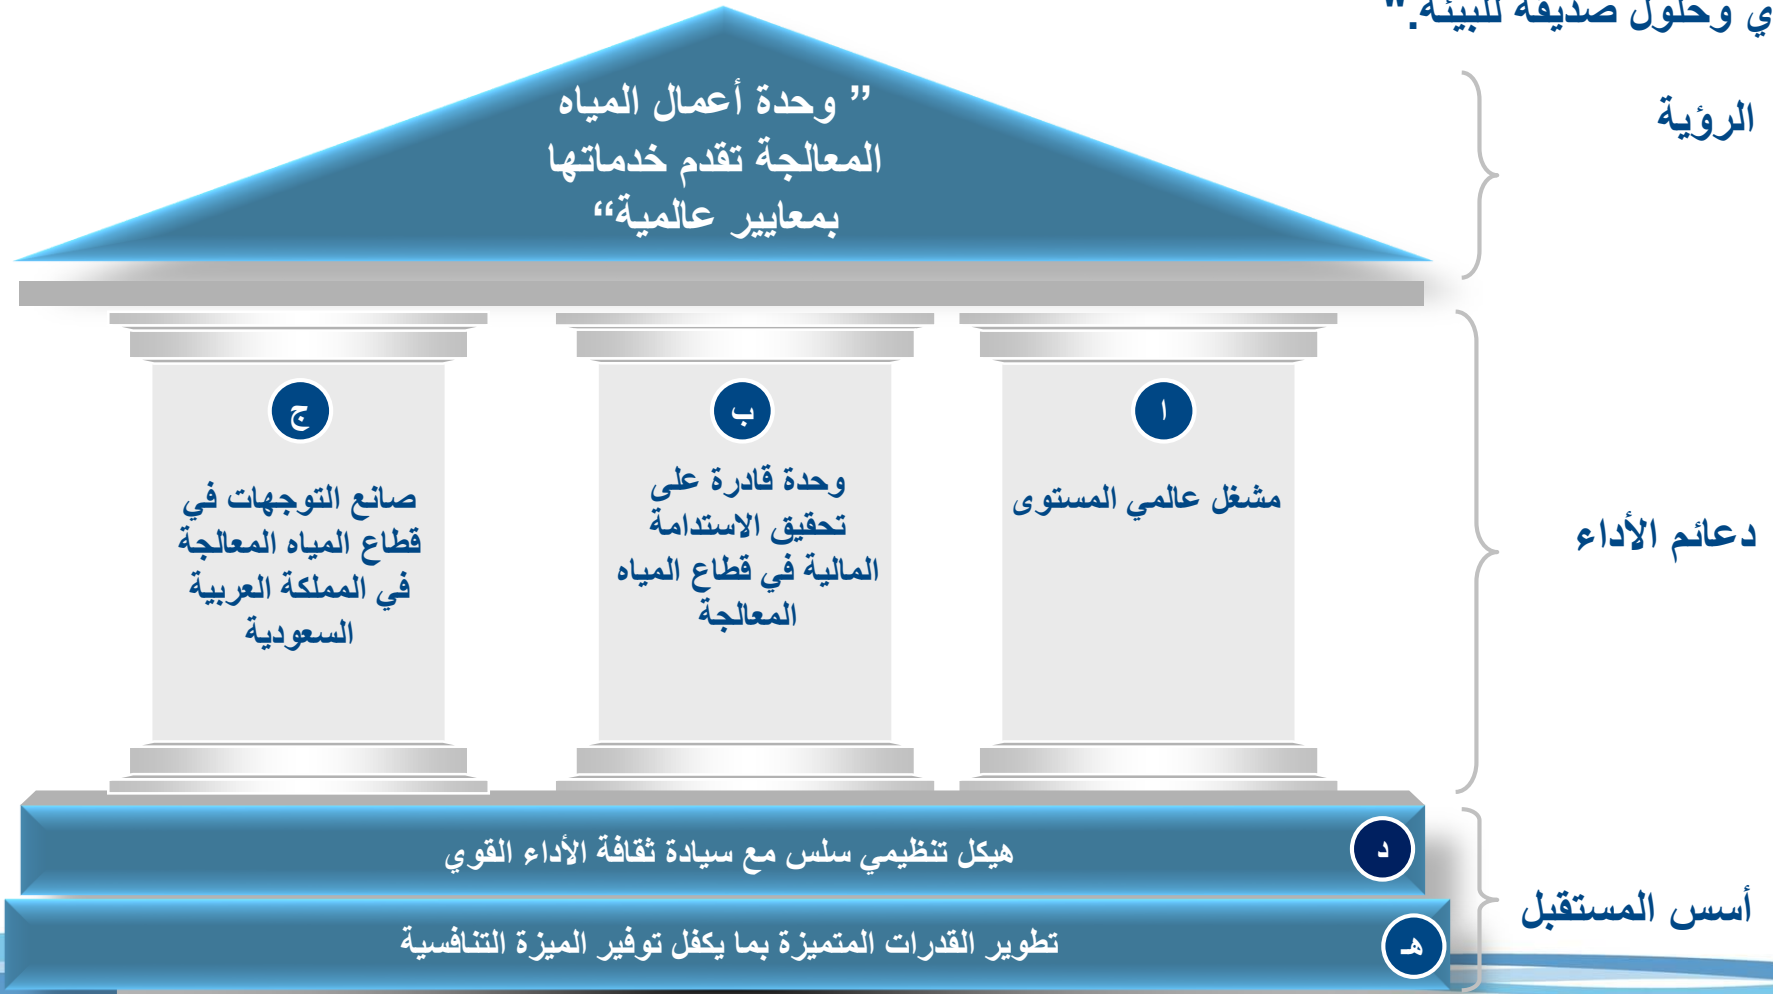 ي وحلول صديقة للبيئة."
الرؤية
” وحدة أعمال المياه
المعالجة تقدم خدماتها
بمعايير عالمية“
دعائم الأداء
ا
مشغل عالمي المستوى
ب
وحدة قادرة على
تحقيق الاستدامة
المالية في قطاع المياه
المعالجة
ج
صانع التوجهات في
قطاع المياه المعالجة
في المملكة العربية
السعودية
أسس المستقبل
د
هيكل تنظيمي سلس مع سيادة ثقافة الأداء القوي
هـ
تطوير القدرات المتميزة بما يكفل توفير الميزة التنافسية